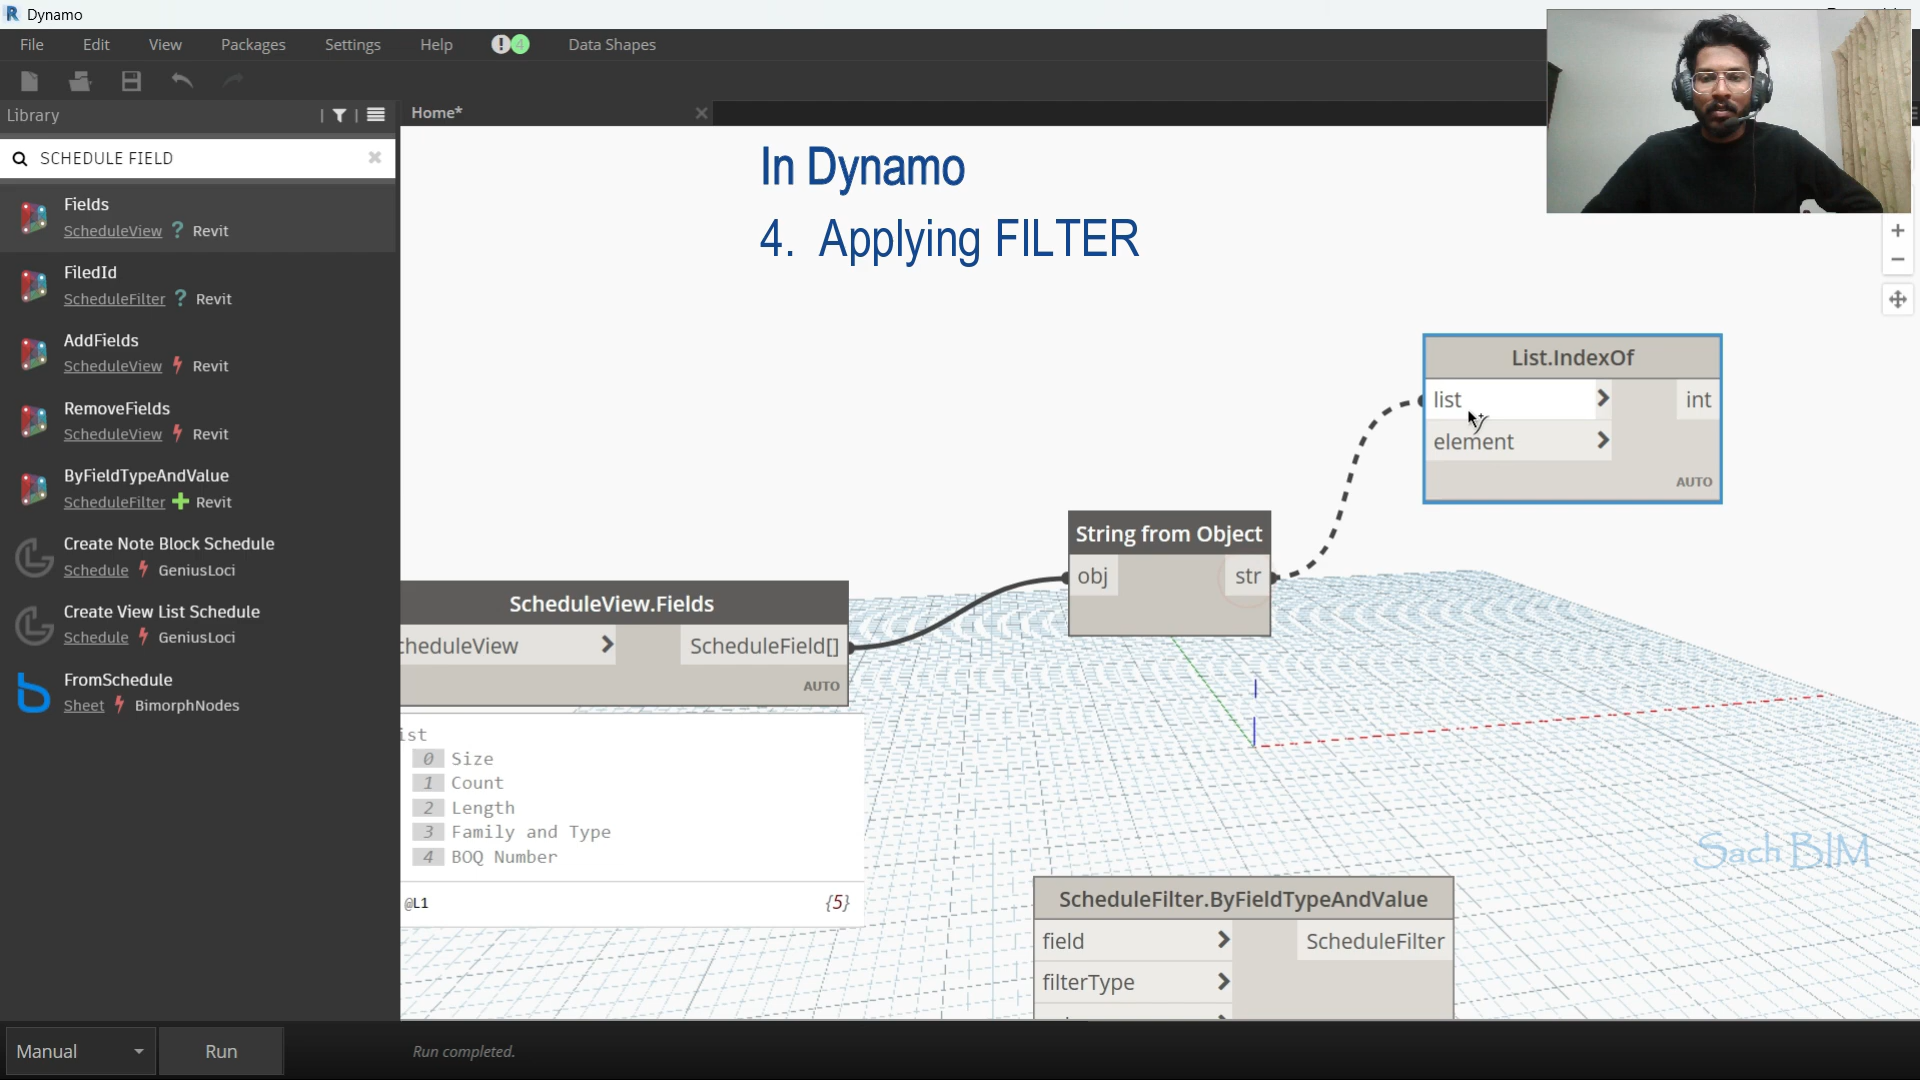 Dynamo
File Edit View Packages Settings Help ! 4 Data Shapes
Library
Home*
SCHEDULE FIELD
Fields
ScheduleView ? Revit
FiledId
ScheduleFilter ? Revit
AddFields
ScheduleView Revit
RemoveFields
ScheduleView Revit
ByFieldTypeAndValue
ScheduleFilter Revit
Create Note Block Schedule
Schedule GeniusLoci
Create View List Schedule
Schedule GeniusLoci
FromSchedule
Sheet BimorphNodes
In Dynamo
4. Applying FILTER
List.IndexOf
list > int
element >
AUTO
String from Object
obj str
ScheduleView.Fields
cheduleView > ScheduleField[]
AUTO
ist
0 Size
1 Count
2 Length
3 Family and Type
4 BOQ Number
@L1 {5}
Sach BIM
ScheduleFilter.ByFieldTypeAndValue
field > ScheduleFilter
filterType >
Manual Run Run completed.